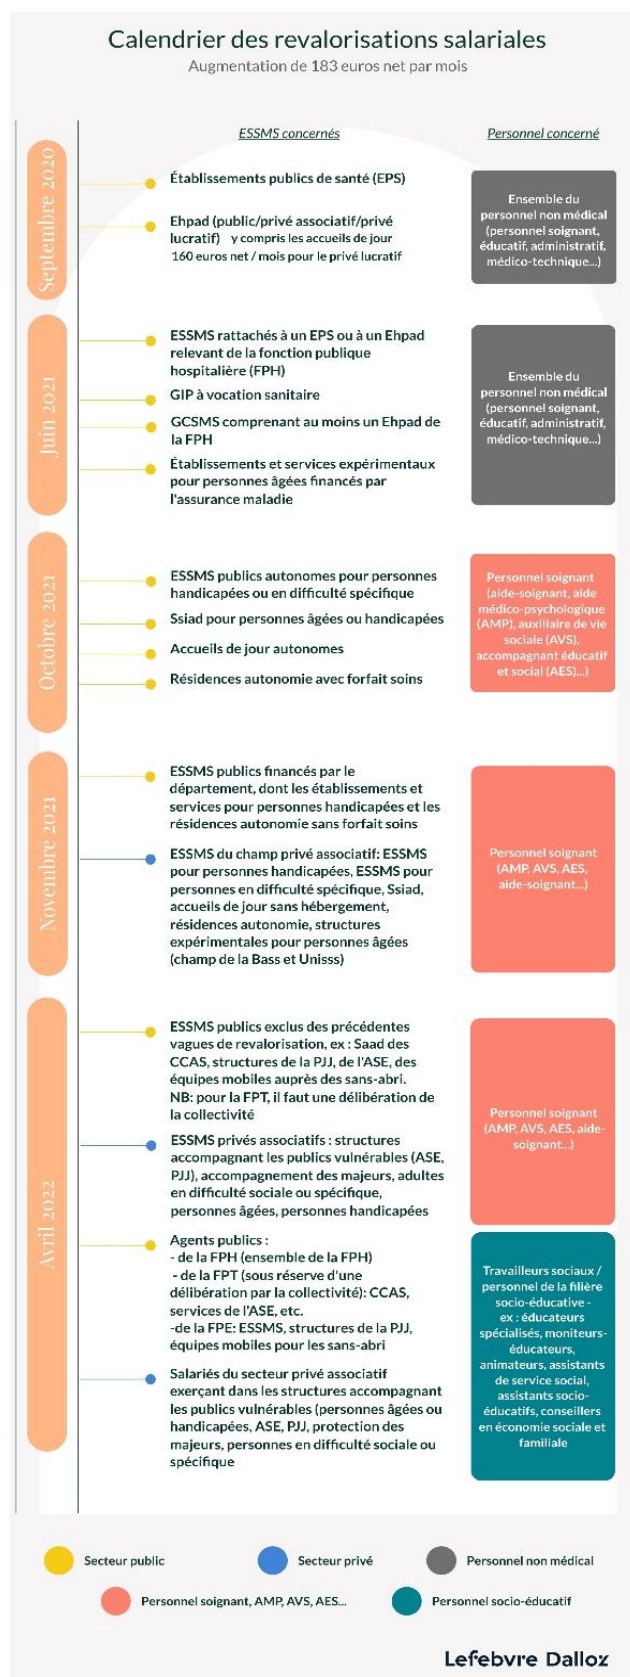 Calendrier des revalorisations salariales
Augmentation de 183 euros net par mois
ESSMS concernés
Personnel concerné
Septembre 2020
Établissements publics de santé (EPS)
Ehpad (public/privé associatif/privé
lucratif) y compris les accueils de jour
160 euros net / mois pour le privé lucratif
Ensemble du
personnel non médical
(personnel soignant,
éducatif, administratif,
médico-technique...)
Juin 2021
ESSMS rattachés à un EPS ou à un Ehpad
relevant de la fonction publique
hospitalière (FPH)
GIP à vocation sanitaire
GCSMS comprenant au moins un Ehpad de
la FPH
Établissements et services expérimentaux
pour personnes âgées financés par
l'assurance maladie
Ensemble du
personnel non médical
(personnel soignant,
éducatif, administratif,
médico-technique...)
Octobre 2021
ESSMS publics autonomes pour personnes
handicapées ou en difficulté spécifique
Ssiad pour personnes âgées ou handicapées
Accueils de jour autonomes
Résidences autonomie avec forfait soins
Personnel soignant
(aide-soignant, aide
médico-psychologique
(AMP), auxiliaire de vie
sociale (AVS),
accompagnant éducatif
et social (AES)...)
Novembre 2021
ESSMS publics financés par le
département, dont les établissements et
services pour personnes handicapées et les
résidences autonomie sans forfait soins
ESSMS du champ privé associatif: ESSMS
pour personnes handicapées, ESSMS pour
personnes en difficulté spécifique, Ssiad,
accueils de jour sans hébergement,
résidences autonomie, structures
expérimentales pour personnes âgées
(champ de la Bass et Unisss)
Personnel soignant
(AMP, AVS, AES,
aide-soignant...)
Avril 2022
ESSMS publics exclus des précédentes
vagues de revalorisation, ex : Saad des
CCAS, structures de la PJJ, de l'ASE, des
équipes mobiles auprès des sans-abri.
NB: pour la FPT, il faut une délibération de
la collectivité
ESSMS privés associatifs : structures
accompagnant les publics vulnérables (ASE,
PJJ), accompagnement des majeurs, adultes
en difficulté sociale ou spécifique,
personnes âgées, personnes handicapées
Personnel soignant
(AMP, AVS, AES, aide-
soignant...)
Agents publics :
- de la FPH (ensemble de la FPH)
- de la FPT (sous réserve d'une
délibération par la collectivité): CCAS,
services de l'ASE, etc.
-de la FPE: ESSMS, structures de la PJJ,
équipes mobiles pour les sans-abri
Salariés du secteur privé associatif
exerçant dans les structures accompagnant
les publics vulnérables (personnes âgées ou
handicapées, ASE, PJJ, protection des
majeurs, personnes en difficulté sociale ou
spécifique
Travailleurs sociaux /
personnel de la filière
socio-éducative -
ex : éducateurs
spécialisés, moniteurs-
éducateurs,
animateurs, assistants
de service social,
assistants socio-
éducatifs, conseillers
en économie sociale et
familiale
Secteur public
Secteur privé
Personnel non médical
Personnel soignant, AMP, AVS, AES...
Personnel socio-éducatif
Lefebvre Dalloz